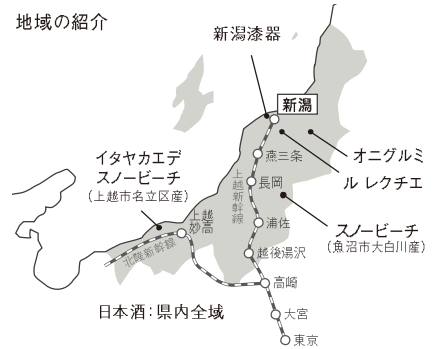 地域の紹介
新潟漆器
新潟
オニグルミ
ル レクチエ
燕三条
上越新幹線
長岡
イタヤカエデ
スノービーチ
（上越市名立区産）
スノービーチ
（魚沼市大白川産）
上越
妙高
浦佐
北陸新幹線
越後湯沢
高崎
日本酒：県内全域
大宮
東京